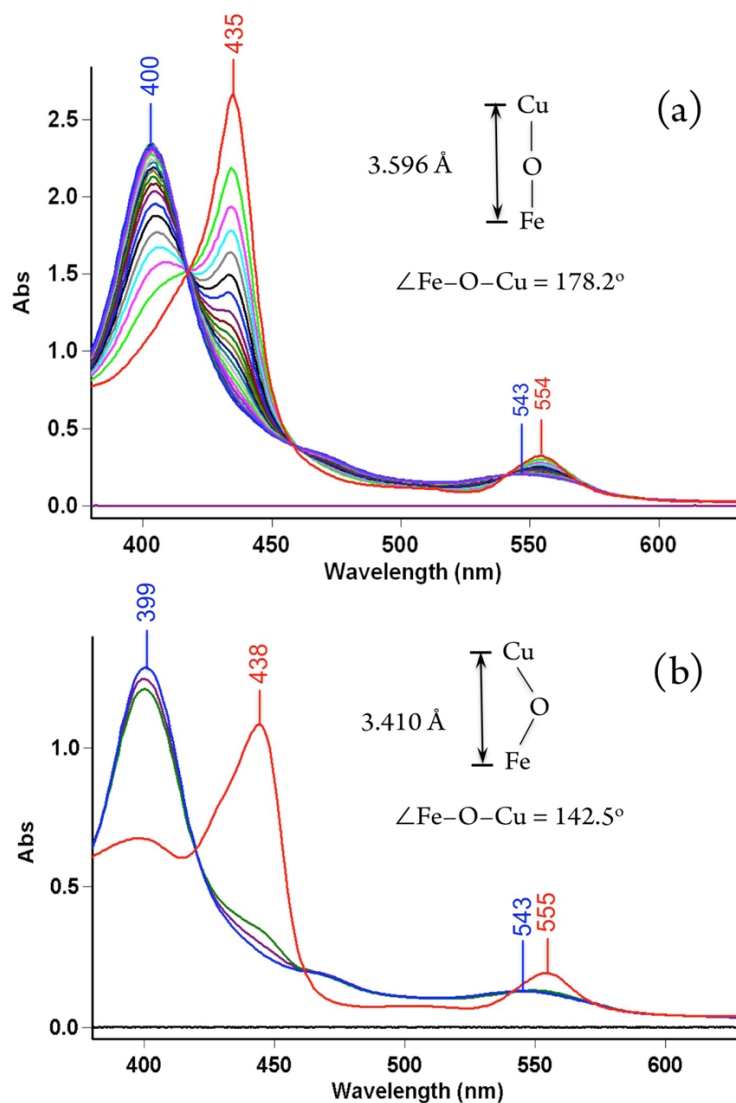 400
435
(a)
Cu
O
Fe
3.596 Å
∠Fe–O–Cu = 178.2°
543
554
Abs
2.5
2.0
1.5
1.0
0.5
0.0
400 450 500 550 600
Wavelength (nm)
399
438
(b)
Cu
O
Fe
3.410 Å
∠Fe–O–Cu = 142.5°
543
555
Abs
1.0
0.5
0.0
400 450 500 550 600
Wavelength (nm)